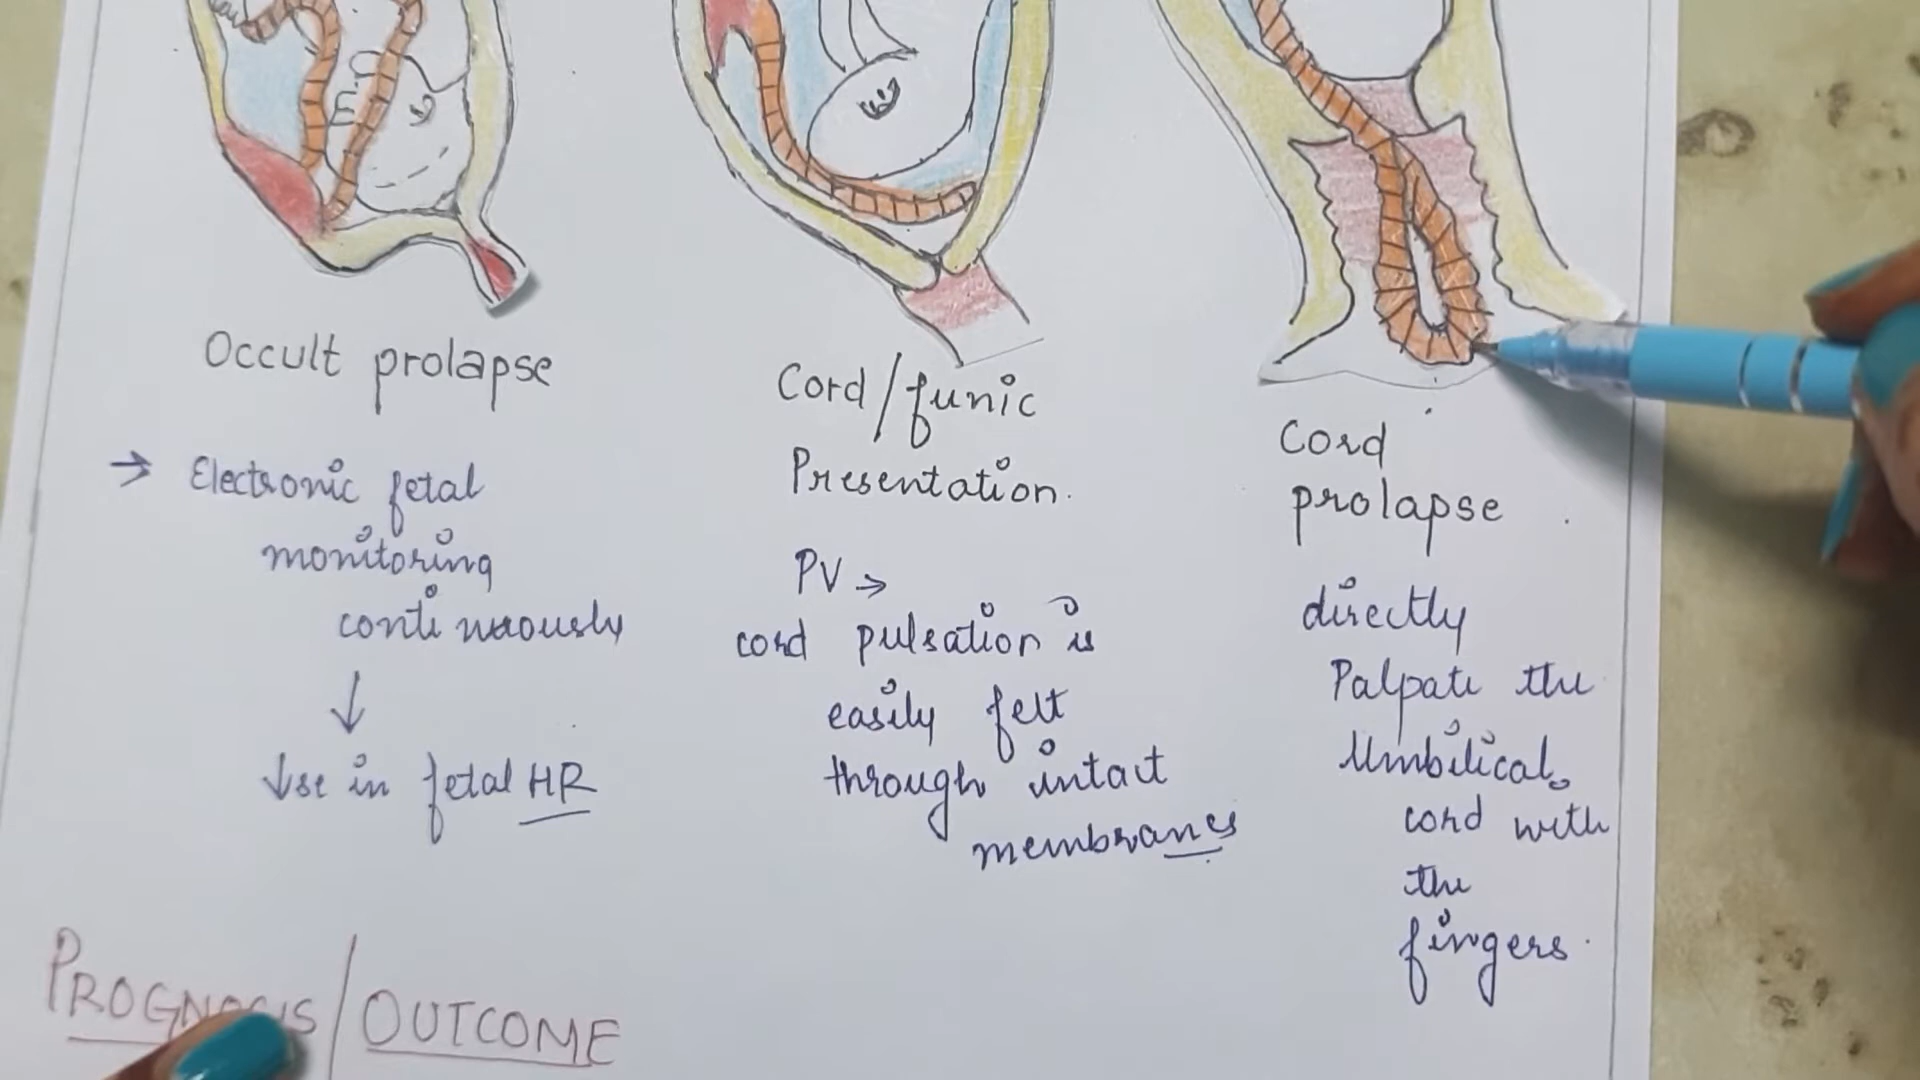 Occult prolapse
→ Electronic fetal
monitoring
continuously
↓
↓se in fetal HR
Cord/funic
Presentation.
PV →
cord pulsation is
easily felt
through intact
membranes
Cord
prolapse
directly
Palpate the
Umbilical
cord with
the
fingers.
PROGNOSIS/OUTCOME